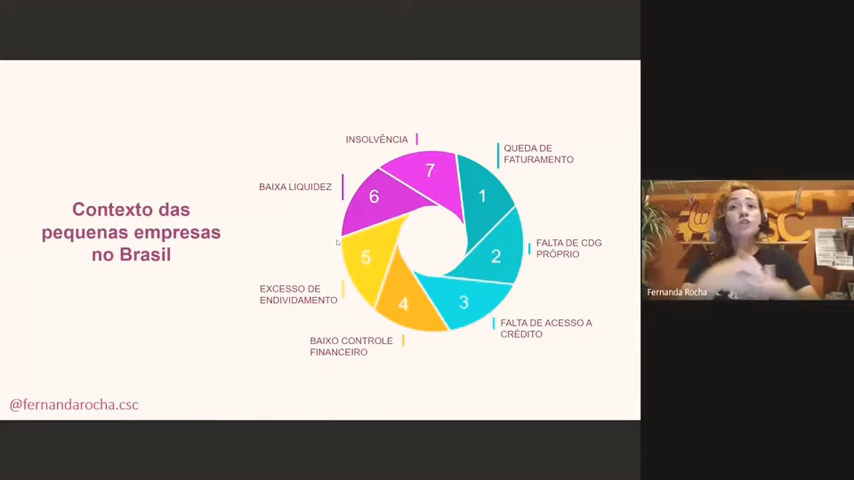 Contexto das
pequenas empresas
no Brasil
INSOLVÊNCIA
QUEDA DE
FATURAMENTO
BAIXA LIQUIDEZ
FALTA DE CDG
PRÓPRIO
EXCESSO DE
ENDIVIDAMENTO
FALTA DE ACESSO A
CRÉDITO
BAIXO CONTROLE
FINANCEIRO
7
6
1
5
2
4
3
@fernandarocha.csc
SC
Fernanda Rocha